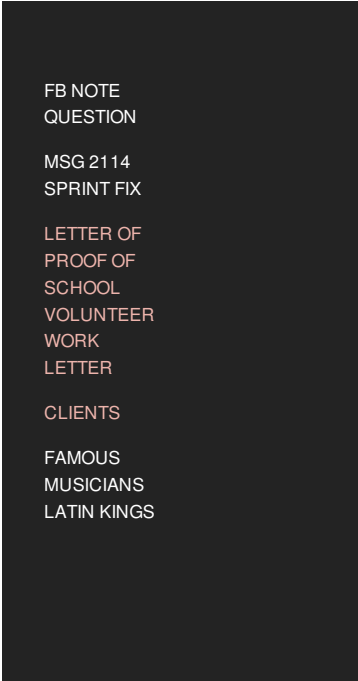 FB NOTE
QUESTION
MSG 2114
SPRINT FIX
LETTER OF
PROOF OF
SCHOOL
VOLUNTEER
WORK
LETTER
CLIENTS
FAMOUS
MUSICIANS
LATIN KINGS